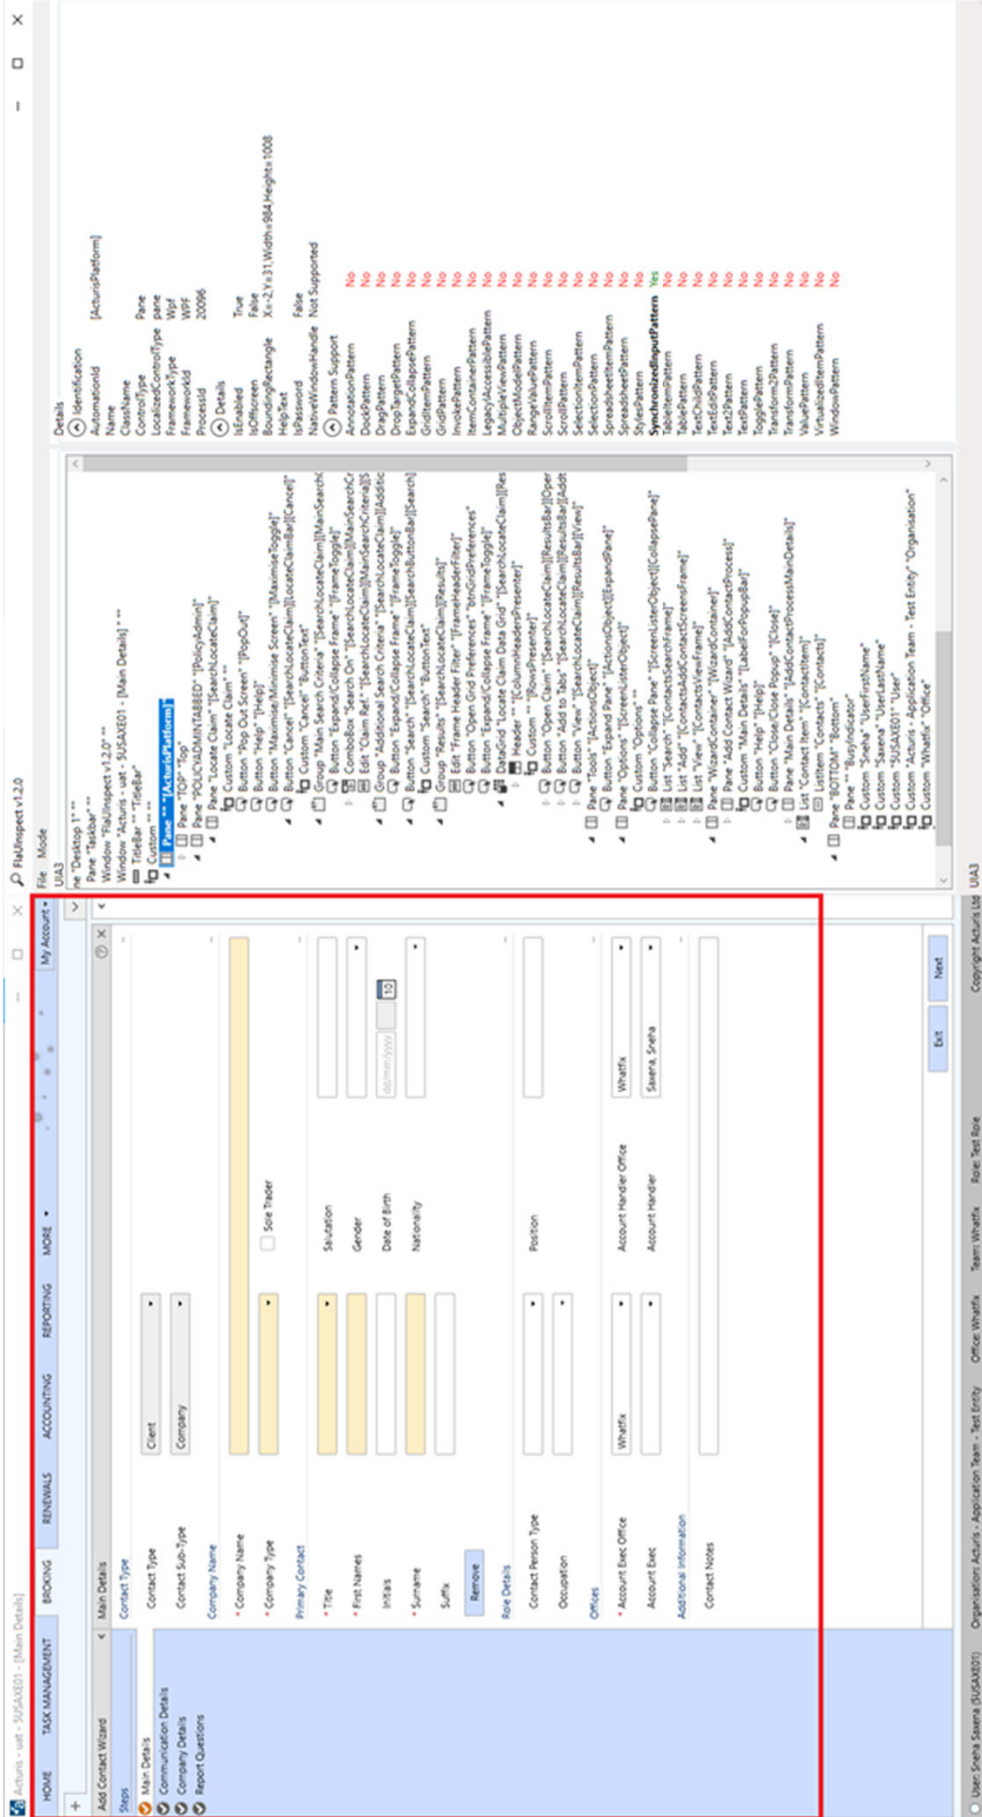 Acturis - uat - SUSAXE01 - [Main Details]
HOME TASK MANAGEMENT BROKING RENEWALS ACCOUNTING REPORTING MORE My Account
+
Add Contact Wizard
Steps
Main Details
Communication Details
Company Details
Report Questions
Main Details
Contact Type
Contact Type Client
Contact Sub-Type Company
Company Name
* Company Name
* Company Type Sole Trader
Primary Contact
* Title Salutation
* First Names Gender
Initials Date of Birth dd/mm/yyyy 10
* Surname Nationality
Suffix
Remove
Role Details
Contact Person Type Position
Occupation
Offices
* Account Exec Office Whatfix Account Handler Office Whatfix
Account Exec Account Handler Saxena, Sneha
Additional Information
Contact Notes
Exit Next
User: Sneha Saxena (SUSAXE01) Organisation: Acturis - Application Team - Test Entity Office: Whatfix Team: Whatfix Role: Test Role Copyright Acturis Ltd
FlaUInspect v1.2.0
File Mode
UIA3
ne "Desktop 1" ""
Pane "Taskbar" ""
Window "FlaUInspect v1.2.0" ""
Window "Acturis - uat - SUSAXE01 - [Main Details] " ""
TitleBar "" "TitleBar"
Custom "" ""
Pane "" "[ActurisPlatform]"
Pane "TOP" "Top"
Pane "POLICYADMINTABBED" "[PolicyAdmin]"
Pane "Locate Claim" "[SearchLocateClaim]"
Custom "Locate Claim" ""
Button "Pop Out Screen" "[PopOut]"
Button "Help" "[Help]"
Button "Maximise/Minimise Screen" "[MaximiseToggle]"
Button "Cancel" "[SearchLocateClaim][LocateClaimBar][Cancel]"
Custom "Cancel" "ButtonText"
Group "Main Search Criteria" "[SearchLocateClaim][MainSearchC
Button "Expand/Collapse Frame" "[FrameToggle]"
ComboBox "Search On" "[SearchLocateClaim][MainSearchCr
Edit "Claim Ref." "[SearchLocateClaim][MainSearchCriteria][S
Group "Additional Search Criteria" "[SearchLocateClaim][Additic
Button "Expand/Collapse Frame" "[FrameToggle]"
Button "Search" "[SearchLocateClaim][SearchButtonBar][Search]
Custom "Search" "ButtonText"
Group "Results" "[SearchLocateClaim][Results]"
Edit "Frame Header Filter" "[FrameHeaderFilter]"
Button "Open Grid Preferences" "btnGridPreferences"
Button "Expand/Collapse Frame" "[FrameToggle]"
DataGrid "Locate Claim Data Grid" "[SearchLocateClaim][Res
Header "" "[ColumnHeadersPresenter]"
Custom "" "[RowsPresenter]"
Button "Open Claim" "[SearchLocateClaim][ResultsBar][Oper
Button "Add to Tabs" "[SearchLocateClaim][ResultsBar][Addt
Button "View" "[SearchLocateClaim][ResultsBar][View]"
Pane "Tools" "[ActionsObject]"
Button "Expand Pane" "[ActionsObject][ExpandPane]"
Pane "Options" "[ScreenListerObject]"
Custom "Options" ""
Button "Collapse Pane" "[ScreenListerObject][CollapsePane]"
List "Search" "[ContactsSearchFrame]"
List "Add" "[ContactsAddContactScreensFrame]"
List "View" "[ContactsViewFrame]"
Pane "WizardContainer" "[WizardContainer]"
Pane "Add Contact Wizard" "[AddContactProcess]"
Custom "Main Details" "[LabelForPopupBar]"
Button "Help" "[Help]"
Button "Close/Close Popup" "[Close]"
Pane "Main Details" "[AddContactProcessMainDetails]"
List "Contact Item" "[ContactItem]"
ListItem "Contacts" "[Contacts]"
Pane "BOTTOM" "Bottom"
Pane "" "BusyIndicator"
Custom "Sneha" "UserFirstName"
Custom "Saxena" "UserLastName"
Custom "SUSAXE01" "User"
Custom "Acturis - Application Team - Test Entity" "Organisation"
Custom "Whatfix" "Office"
UIA3
Details
Identification
AutomationId [ActurisPlatform]
Name
ClassName
ControlType Pane
LocalizedControlType pane
FrameworkType Wpf
FrameworkId WPF
ProcessId 20096
Details
IsEnabled True
IsOffscreen False
BoundingRectangle X=-2,Y=31,Width=984,Height=1008
HelpText
IsPassword False
NativeWindowHandle Not Supported
Pattern Support
AnnotationPattern No
DockPattern No
DragPattern No
DropTargetPattern No
ExpandCollapsePattern No
GridItemPattern No
GridPattern No
InvokePattern No
ItemContainerPattern No
LegacyIAccessiblePattern No
MultipleViewPattern No
ObjectModelPattern No
RangeValuePattern No
ScrollItemPattern No
ScrollPattern No
SelectionItemPattern No
SelectionPattern No
SpreadsheetItemPattern No
SpreadsheetPattern No
StylesPattern No
SynchronizedInputPattern Yes
TableItemPattern No
TablePattern No
TextChildPattern No
TextEditPattern No
Text2Pattern No
TextPattern No
TogglePattern No
Transform2Pattern No
TransformPattern No
ValuePattern No
VirtualizedItemPattern No
WindowPattern No